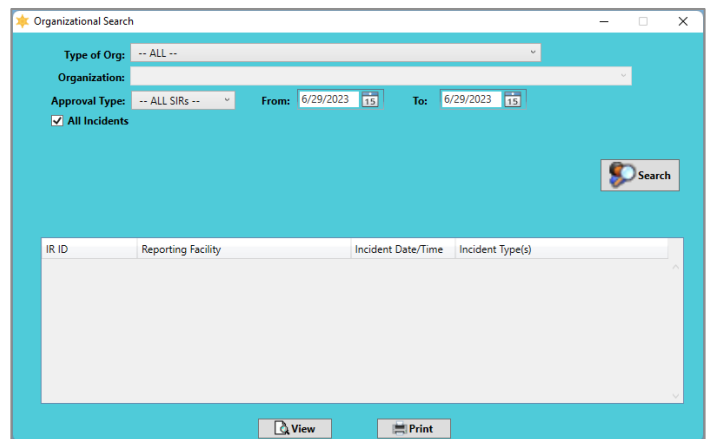 Organizational Search
Type of Org: -- ALL --
Organization:
Approval Type: -- ALL SIRs -- From: 6/29/2023 15 To: 6/29/2023 15
All Incidents
Search
IR ID Reporting Facility Incident Date/Time Incident Type(s)
View Print